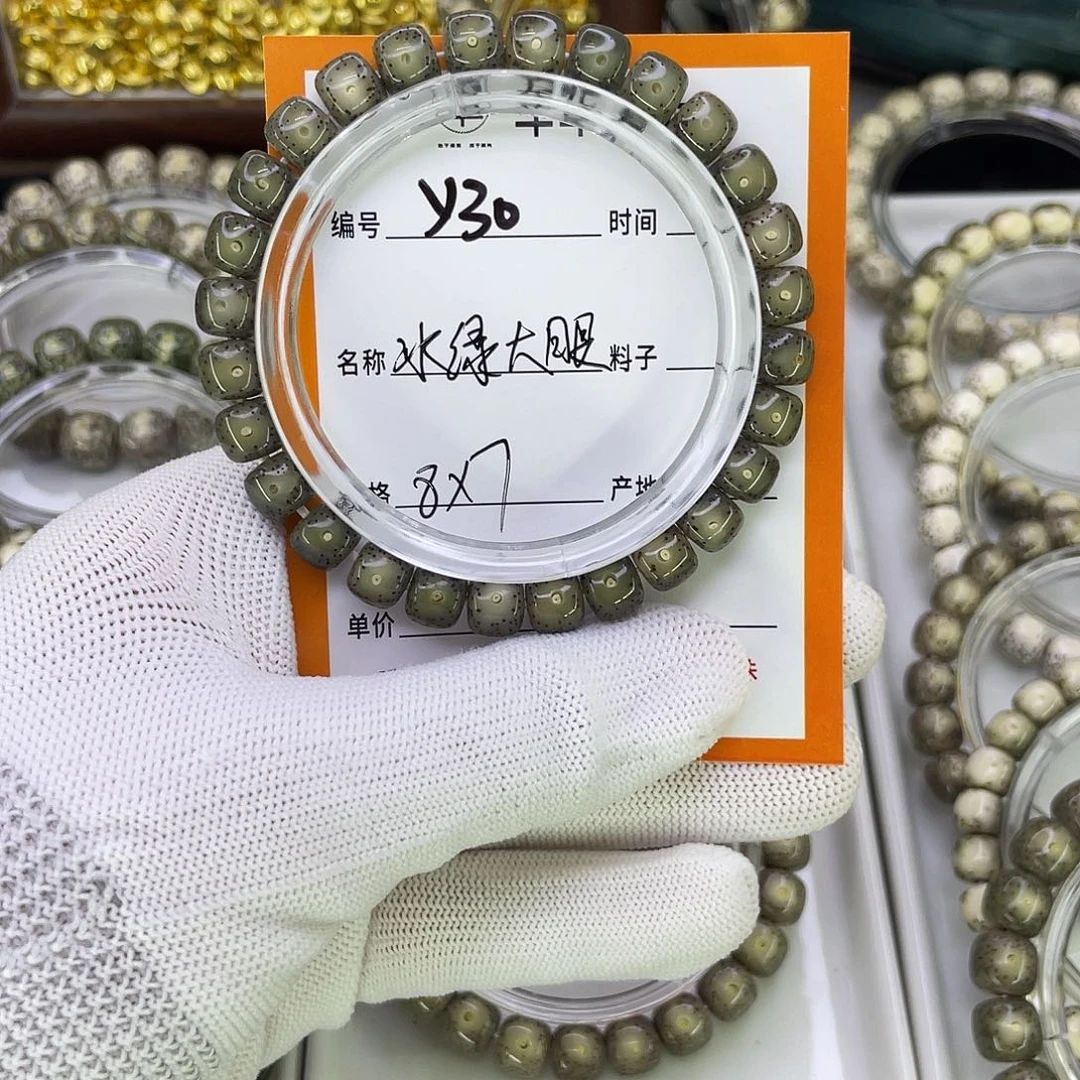 编号 Y30 时间
名称 水绿大眼 料子
格 8X7 产地
单价